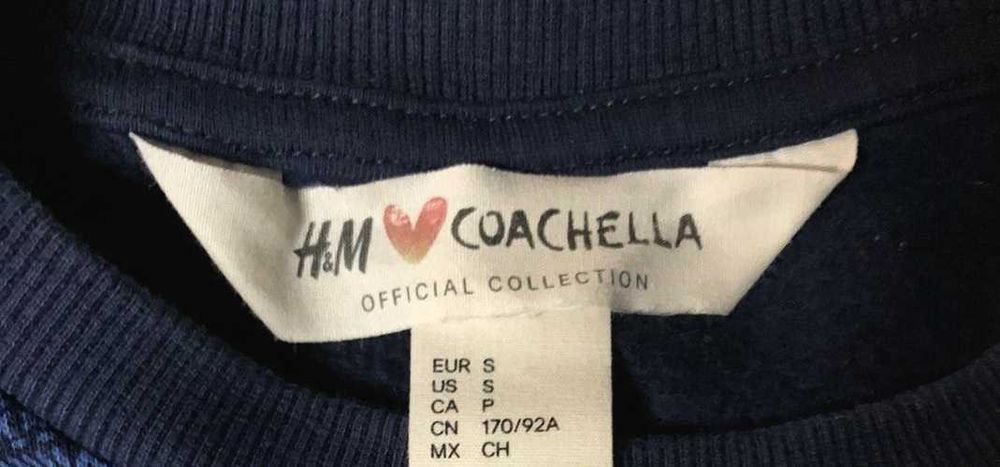 H&M COACHELLA
OFFICIAL COLLECTION
EUR S
US S
CA P
CN 170/92A
MX CH